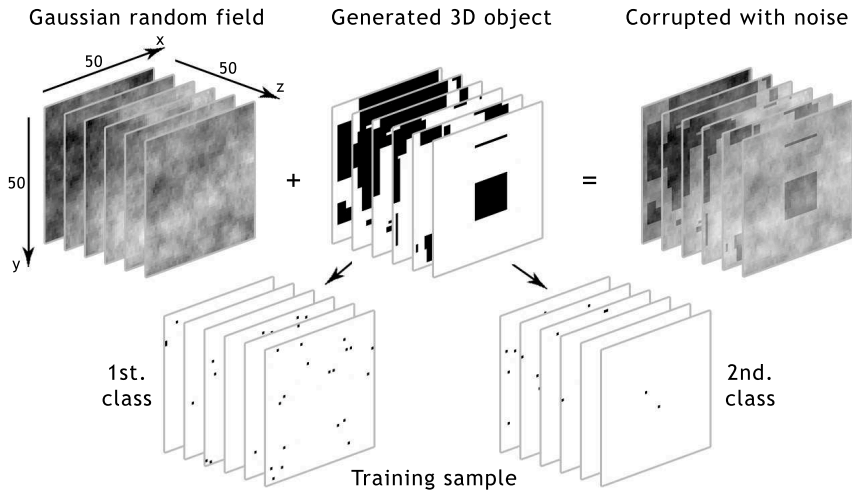 Gaussian random field
Generated 3D object
Corrupted with noise
x
50
50
z
50
y
+
=
1st.
class
2nd.
class
Training sample